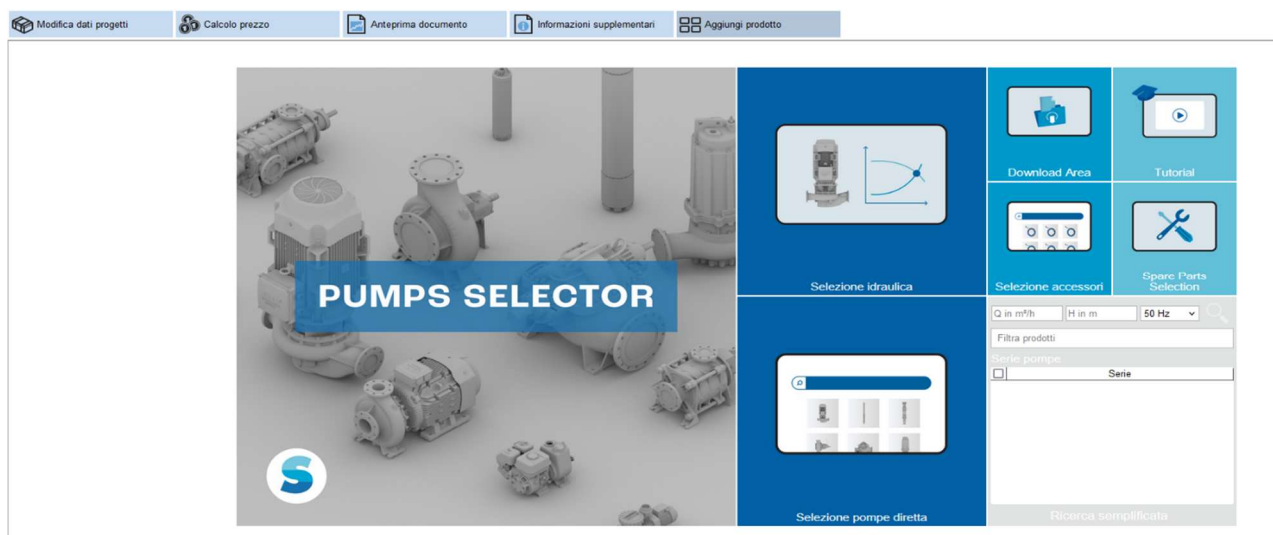 Modifica dati progetti
Calcolo prezzo
Anteprima documento
Informazioni supplementari
Aggiungi prodotto
PUMPS SELECTOR
S
Selezione idraulica
Selezione pompe diretta
Download Area
Tutorial
Selezione accessori
Spare Parts
Selection
Q in m³/h
H in m
50 Hz
Filtra prodotti
Serie pompe
Serie
Ricerca semplificata